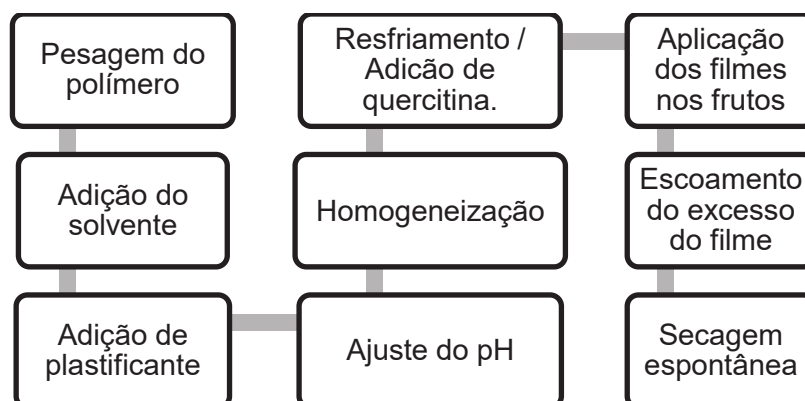 Pesagem do
polímero
Adição do
solvente
Adição de
plastificante
Ajuste do pH
Homogeneização
Resfriamento /
Adicão de
quercitina.
Aplicação
dos filmes
nos frutos
Escoamento
do excesso
do filme
Secagem
espontânea